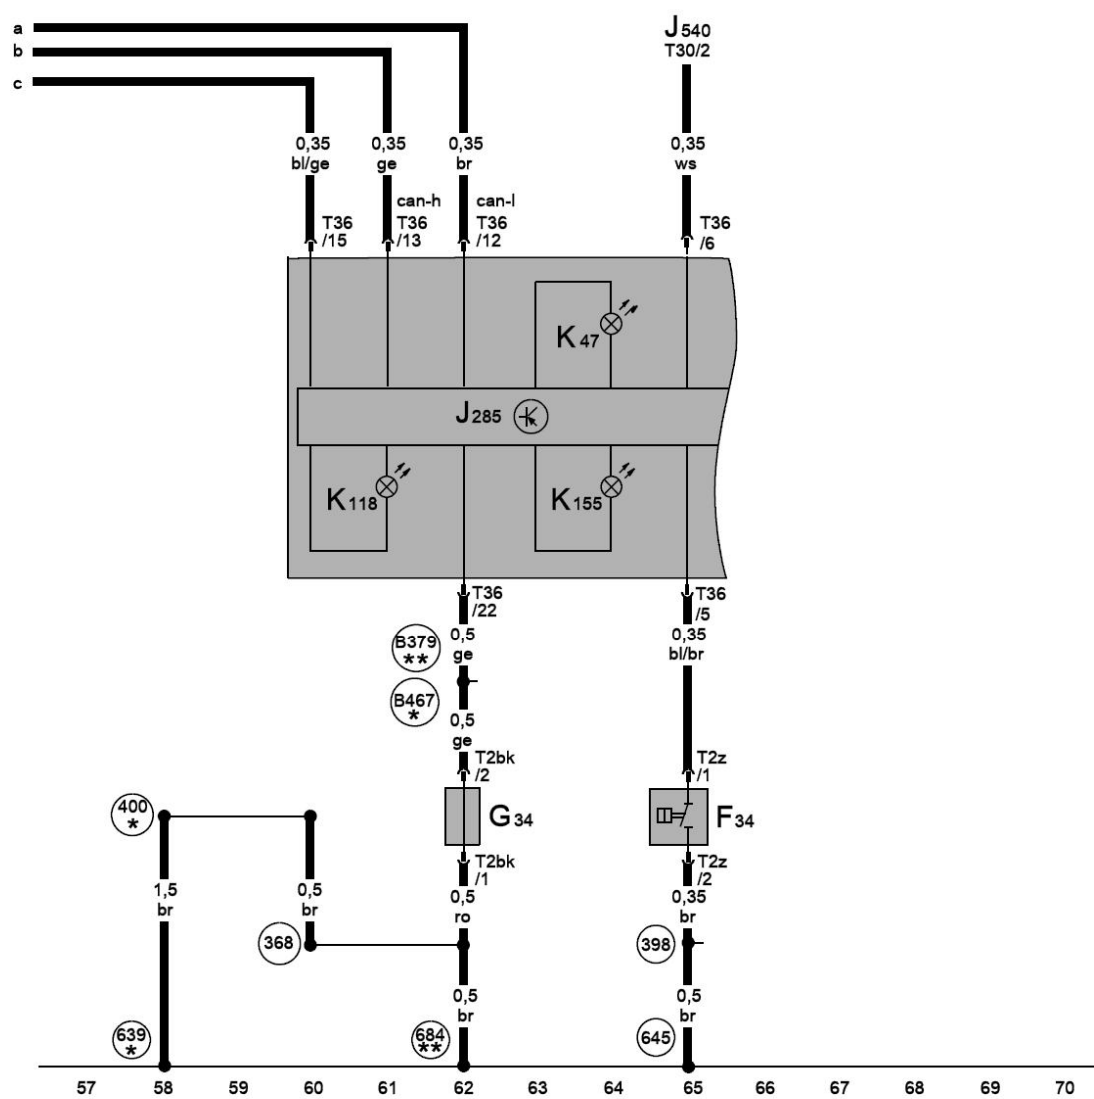 a
b
c
J540
T30/2
0,35
bl/ge
0,35
ge
0,35
br
0,35
ws
can-h
can-l
T36
/15
T36
/13
T36
/12
T36
/6
K47
J285
K118
K155
T36
/22
T36
/5
B379
**
0,5
ge
0,35
bl/br
B467
*
0,5
ge
T2bk
/2
T2z
/1
400
*
G34
F34
T2bk
/1
T2z
/2
1,5
br
0,5
br
0,5
ro
0,35
br
368
398
0,5
br
0,5
br
639
*
684
**
645
57 58 59 60 61 62 63 64 65 66 67 68 69 70